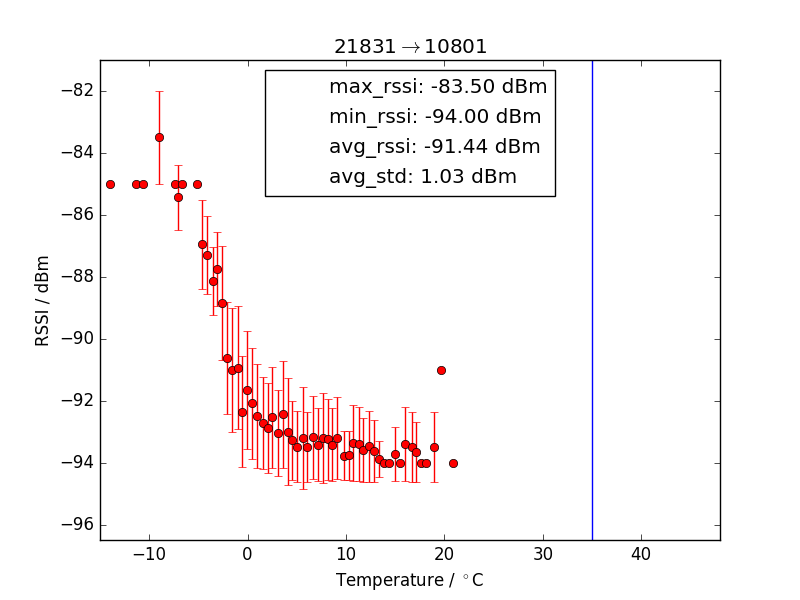 21831→10801
max_rssi: -83.50 dBm
min_rssi: -94.00 dBm
avg_rssi: -91.44 dBm
avg_std: 1.03 dBm
−82
−84
−86
−88
−90
−92
−94
−96
RSSI / dBm
−10 0 10 20 30 40
Temperature / °C